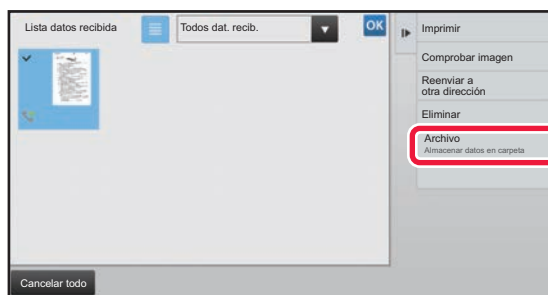 Lista datos recibida
Todos dat. recib.
OK
Imprimir
Comprobar imagen
Reenviar a
otra dirección
Eliminar
Archivo
Almacenar datos en carpeta
Cancelar todo